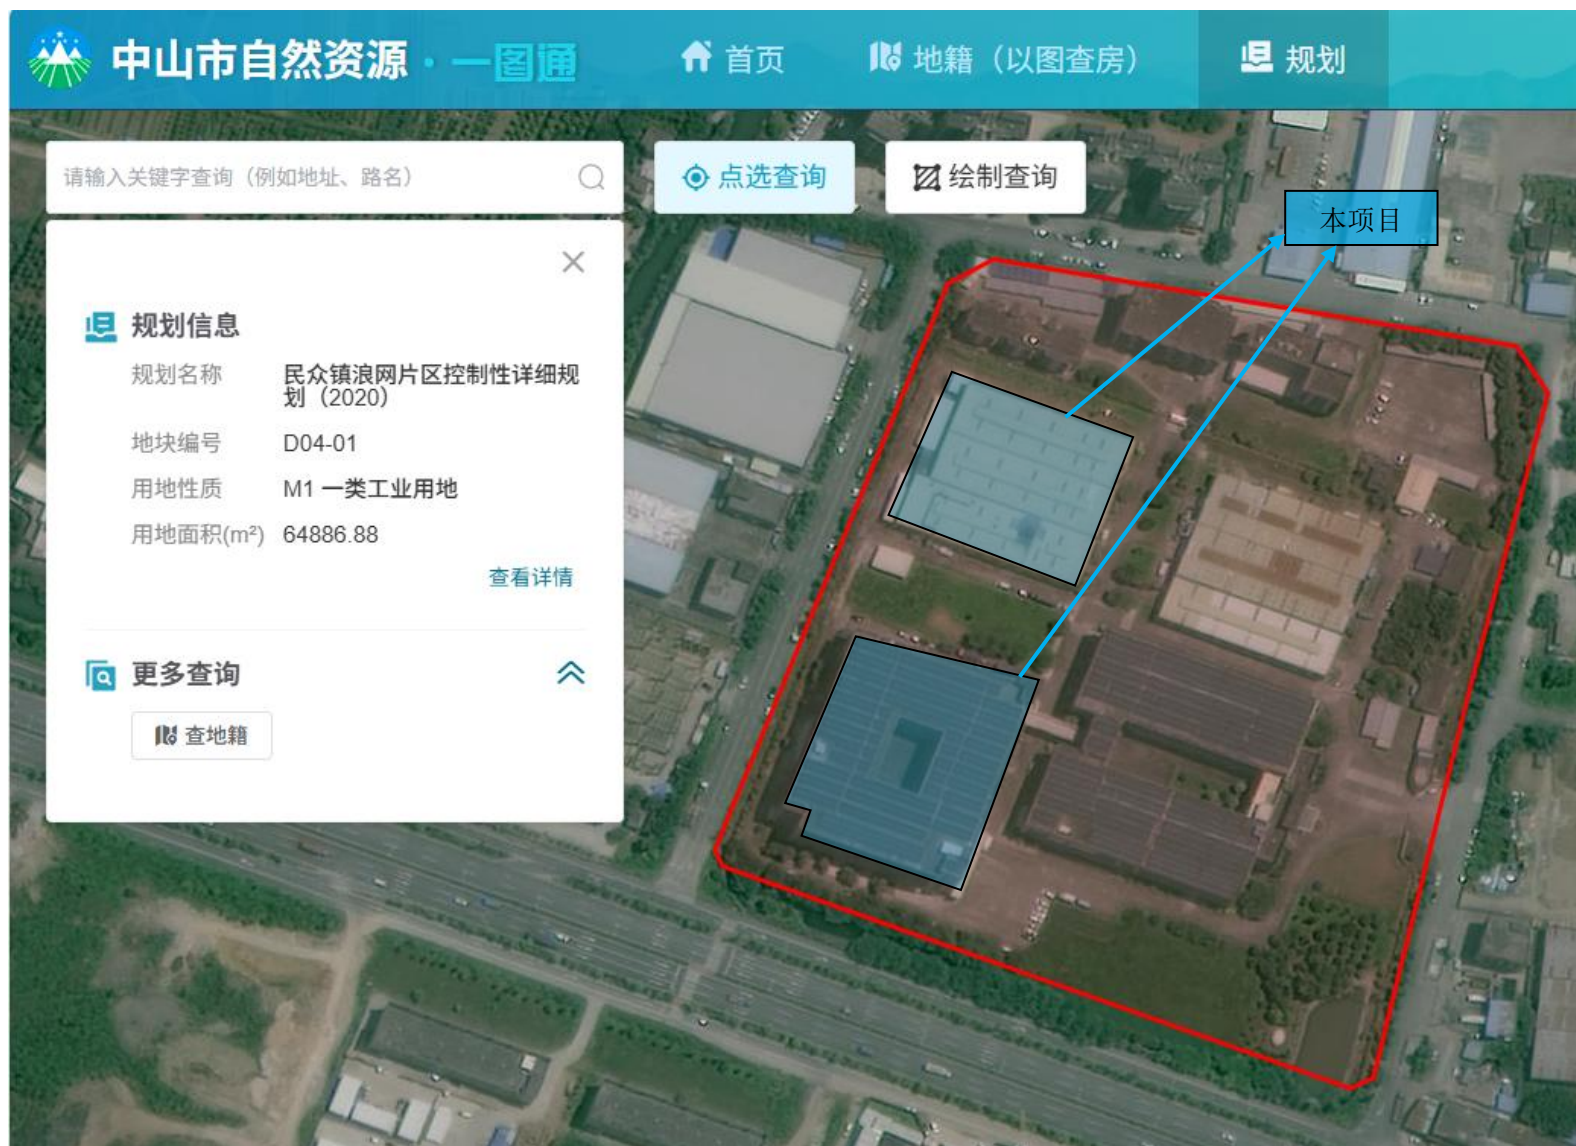 中山市自然资源·一图通
首页
地籍（以图查房）
规划
请输入关键字查询（例如地址、路名）
点选查询
绘制查询
本项目
规划信息
规划名称 民众镇浪网片区控制性详细规
划（2020）
地块编号 D04-01
用地性质 M1 一类工业用地
用地面积(m²) 64886.88
查看详情
更多查询
查地籍